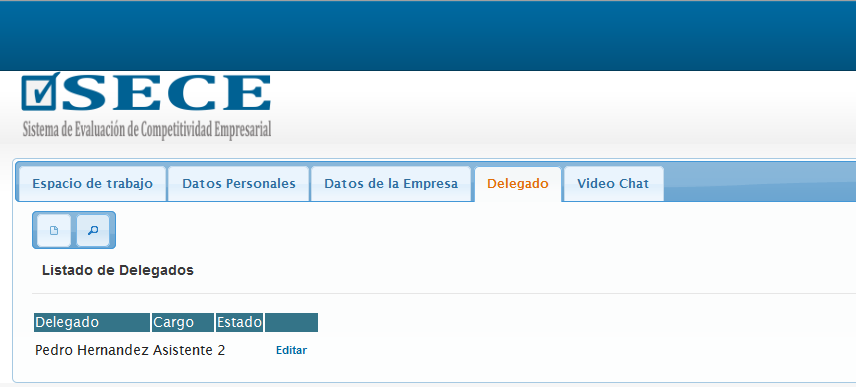 SECE
Sistema de Evaluación de Competitividad Empresarial
Espacio de trabajo Datos Personales Datos de la Empresa Delegado Video Chat
Listado de Delegados
Delegado Cargo Estado
Pedro Hernandez Asistente 2 Editar